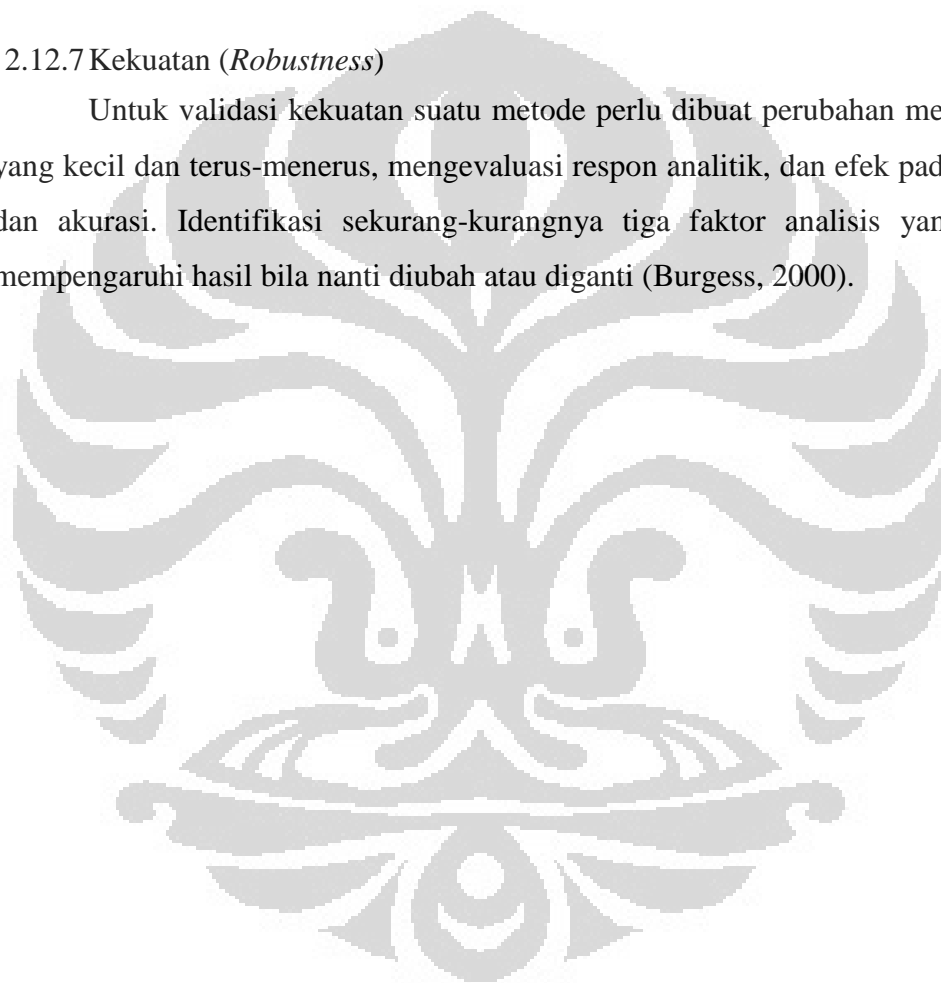 2.12.7 Kekuatan (Robustness)
Untuk validasi kekuatan suatu metode perlu dibuat perubahan me
yang kecil dan terus-menerus, mengevaluasi respon analitik, dan efek pad
dan akurasi. Identifikasi sekurang-kurangnya tiga faktor analisis yan
mempengaruhi hasil bila nanti diubah atau diganti (Burgess, 2000).